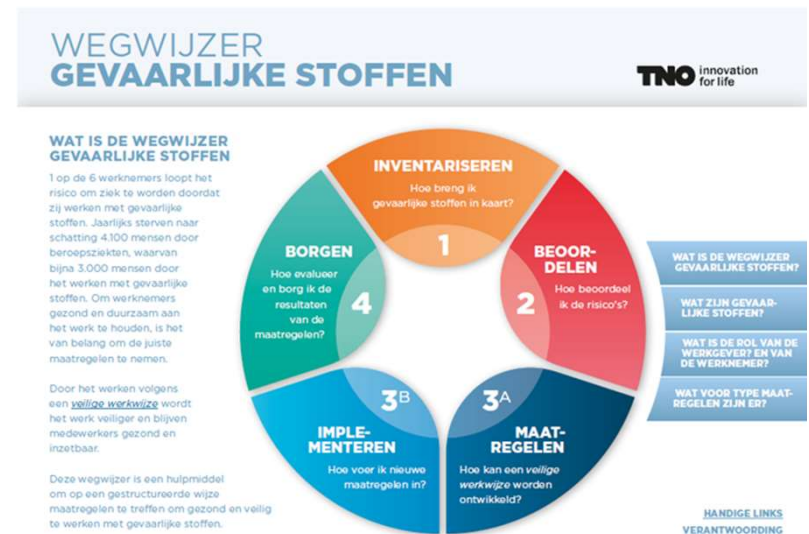 WEGWIJZER
GEVAARLIJKE STOFFEN
TNO innovation
for life
WAT IS DE WEGWIJZER
GEVAARLIJKE STOFFEN
1 op de 6 werknemers loopt het
risico om ziek te worden doordat
zij werken met gevaarlijke
stoffen. Jaarlijks sterven naar
schatting 4.100 mensen door
beroepsziekten, waarvan
bijna 3.000 mensen door
het werken met gevaarlijke
stoffen. Om werknemers
gezond en duurzaam aan
het werk te houden, is het
van belang om de juiste
maatregelen te nemen.
Door het werken volgens
een veilige werkwijze wordt
het werk veiliger en blijven
medewerkers gezond en
inzetbaar.
Deze wegwijzer is een hulpmiddel
om op een gestructureerde wijze
maatregelen te treffen om gezond en veilig
te werken met gevaarlijke stoffen.
INVENTARISEREN
Hoe breng ik
gevaarlijke stoffen in kaart?
1
BEOOR-
DELEN
Hoe beoordeel
ik de risico's?
2
3A
MAAT-
REGELEN
Hoe kan een veilige
werkwijze worden
ontwikkeld?
3B
IMPLE-
MENTEREN
Hoe voer ik nieuwe
maatregelen in?
BORGEN
Hoe evalueer
en borg ik de
resultaten
van de
maatregelen?
4
WAT IS DE WEGWIJZER
GEVAARLIJKE STOFFEN?
WAT ZIJN GEVAAR-
LIJKE STOFFEN?
WAT IS DE ROL VAN DE
WERKGEVER? EN VAN
DE WERKNEMER?
WAT VOOR TYPE MAAT-
REGELEN ZIJN ER?
HANDIGE LINKS
VERANTWOORDING